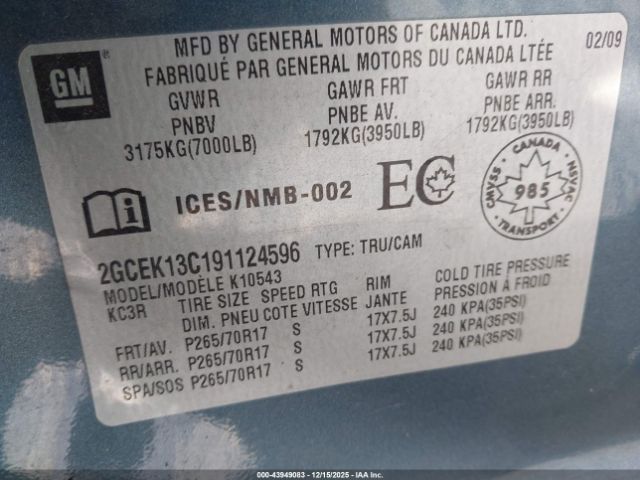 GM
MFD BY GENERAL MOTORS OF CANADA LTD.
02/09
FABRIQUÉ PAR GENERAL MOTORS DU CANADA LTÉE
GVWR GAWR FRT GAWR RR
PNBV PNBE AV. PNBE ARR.
3175KG(7000LB) 1792KG(3950LB) 1792KG(3950LB)
i ICES/NMB-002 EC
CANADA
CMVSS 985 NSVAC
TRANSPORT
2GCEK13C191124596 TYPE: TRU/CAM
MODEL/MODÈLE K10543
KC3R TIRE SIZE SPEED RTG RIM COLD TIRE PRESSURE
DIM. PNEU COTE VITESSE JANTE PRESSION À FROID
FRT/AV. P265/70R17 S 17X7.5J 240 KPA(35PSI)
RR/ARR. P265/70R17 S 17X7.5J 240 KPA(35PSI)
SPA/SOS P265/70R17 S 17X7.5J 240 KPA(35PSI)
© - 43949083 - 12/15/2025 - IAA, Inc.